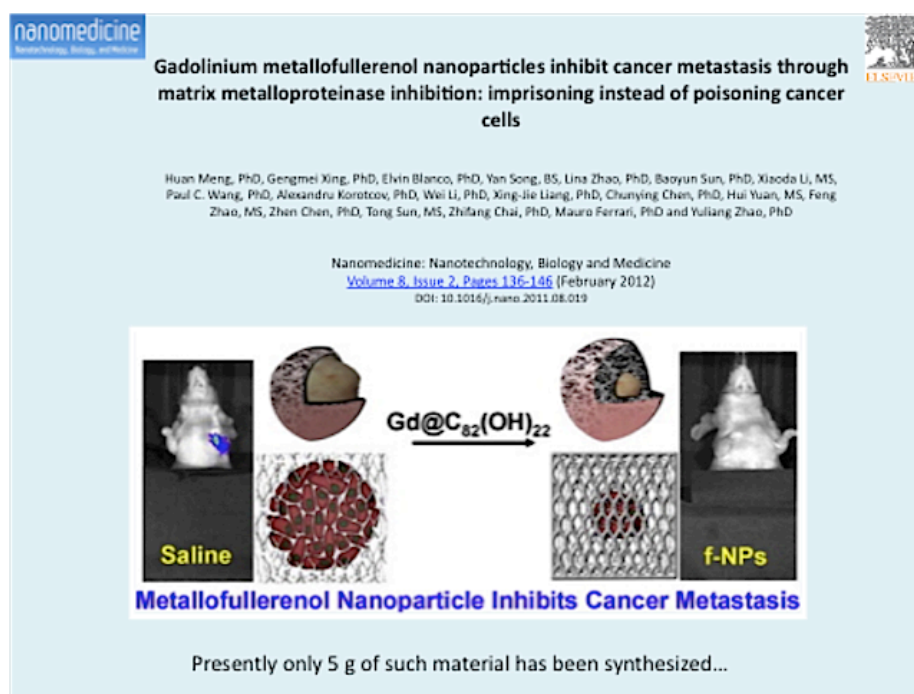 nanomedicine
Nanotechnology, Biology, and Medicine
ELSEVIER
Gadolinium metallofullerenol nanoparticles inhibit cancer metastasis through
matrix metalloproteinase inhibition: imprisoning instead of poisoning cancer
cells
Huan Meng, PhD, Gengmei Xing, PhD, Elvin Blanco, PhD, Yan Song, BS, Lina Zhao, PhD, Baoyun Sun, PhD, Xiaoda Li, MS,
Paul C. Wang, PhD, Alexandru Korotcov, PhD, Wei Li, PhD, Xing-Jie Liang, PhD, Chunying Chen, PhD, Hui Yuan, MS, Feng
Zhao, MS, Zhen Chen, PhD, Tong Sun, MS, Zhifang Chai, PhD, Mauro Ferrari, PhD and Yuliang Zhao, PhD
Nanomedicine: Nanotechnology, Biology and Medicine
Volume 8, Issue 2, Pages 136-146 (February 2012)
DOI: 10.1016/j.nano.2011.08.019
Gd@C82(OH)22
Saline
f-NPs
Metallofullerenol Nanoparticle Inhibits Cancer Metastasis
Presently only 5 g of such material has been synthesized...